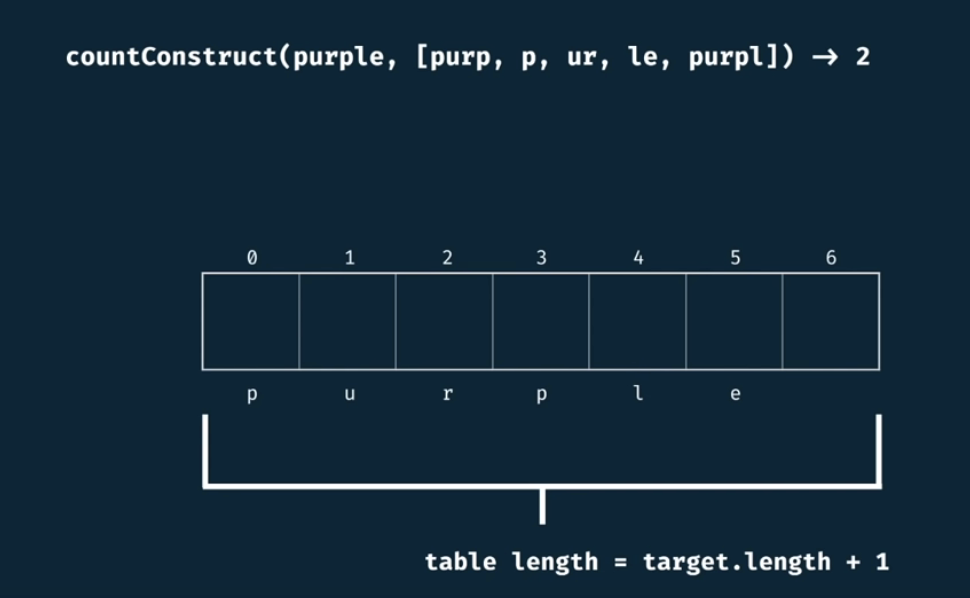 countConstruct(purple, [purp, p, ur, le, purpl]) → 2
0 1 2 3 4 5 6
p u r p l e
table length = target.length + 1